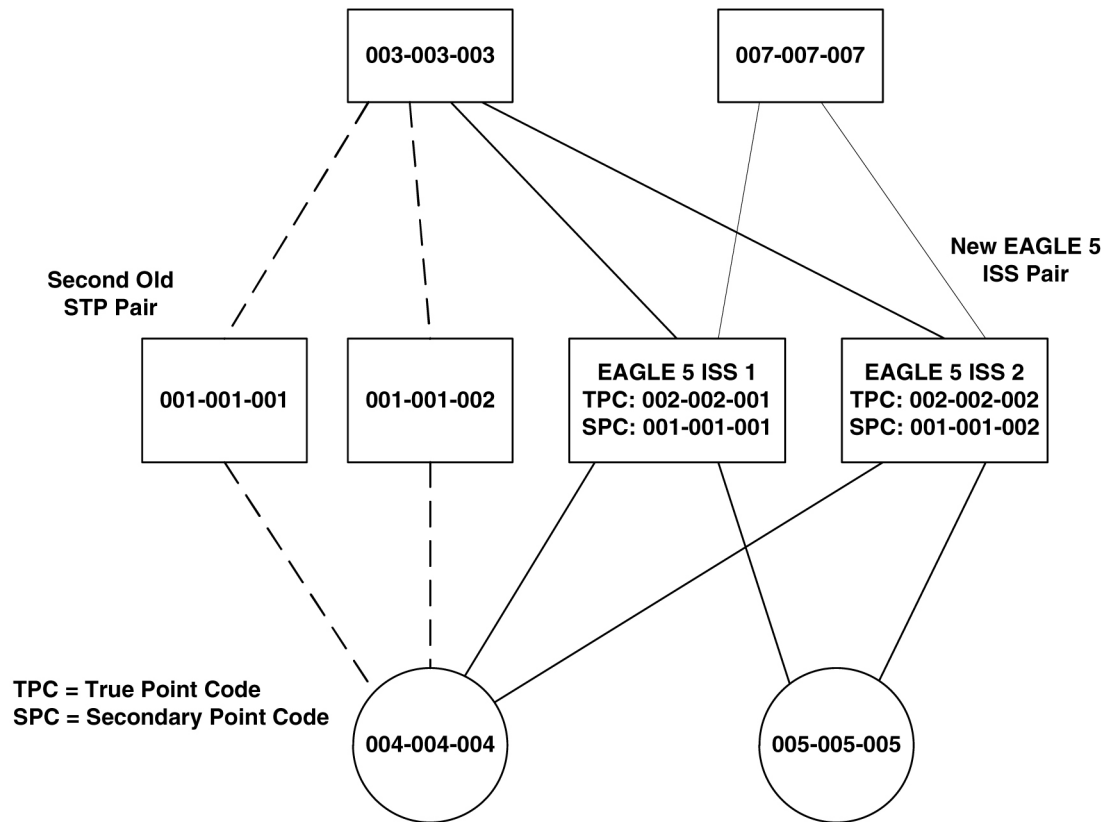 003-003-003
007-007-007
Second Old
STP Pair
New EAGLE 5
ISS Pair
001-001-001
001-001-002
EAGLE 5 ISS 1
TPC: 002-002-001
SPC: 001-001-001
EAGLE 5 ISS 2
TPC: 002-002-002
SPC: 001-001-002
TPC = True Point Code
SPC = Secondary Point Code
004-004-004
005-005-005